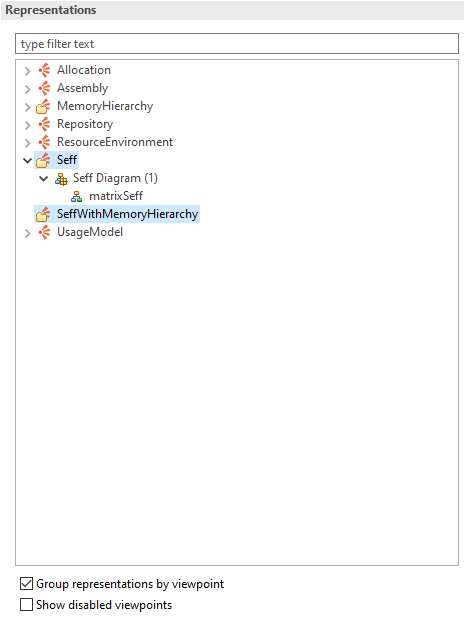 Representations
type filter text
Allocation
Assembly
MemoryHierarchy
Repository
ResourceEnvironment
Seff
Seff Diagram (1)
matrixSeff
SeffWithMemoryHierarchy
UsageModel
Group representations by viewpoint
Show disabled viewpoints